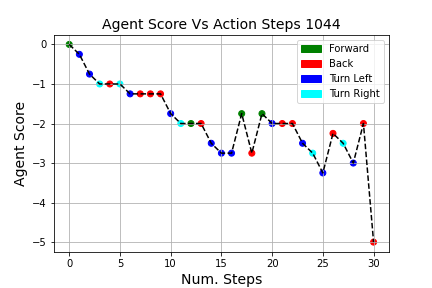 Agent Score Vs Action Steps 1044
Agent Score
0
−1
−2
−3
−4
−5
Forward
Back
Turn Left
Turn Right
0 5 10 15 20 25 30
Num. Steps